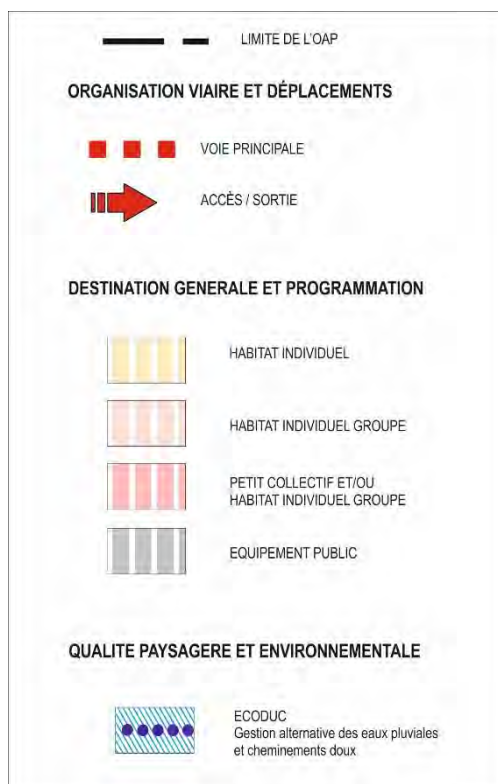 LIMITE DE L'OAP
ORGANISATION VIAIRE ET DÉPLACEMENTS
VOIE PRINCIPALE
ACCÈS / SORTIE
DESTINATION GENERALE ET PROGRAMMATION
HABITAT INDIVIDUEL
HABITAT INDIVIDUEL GROUPE
PETIT COLLECTIF ET/OU
HABITAT INDIVIDUEL GROUPE
EQUIPEMENT PUBLIC
QUALITE PAYSAGERE ET ENVIRONNEMENTALE
ECODUC
Gestion alternative des eaux pluviales
et cheminements doux